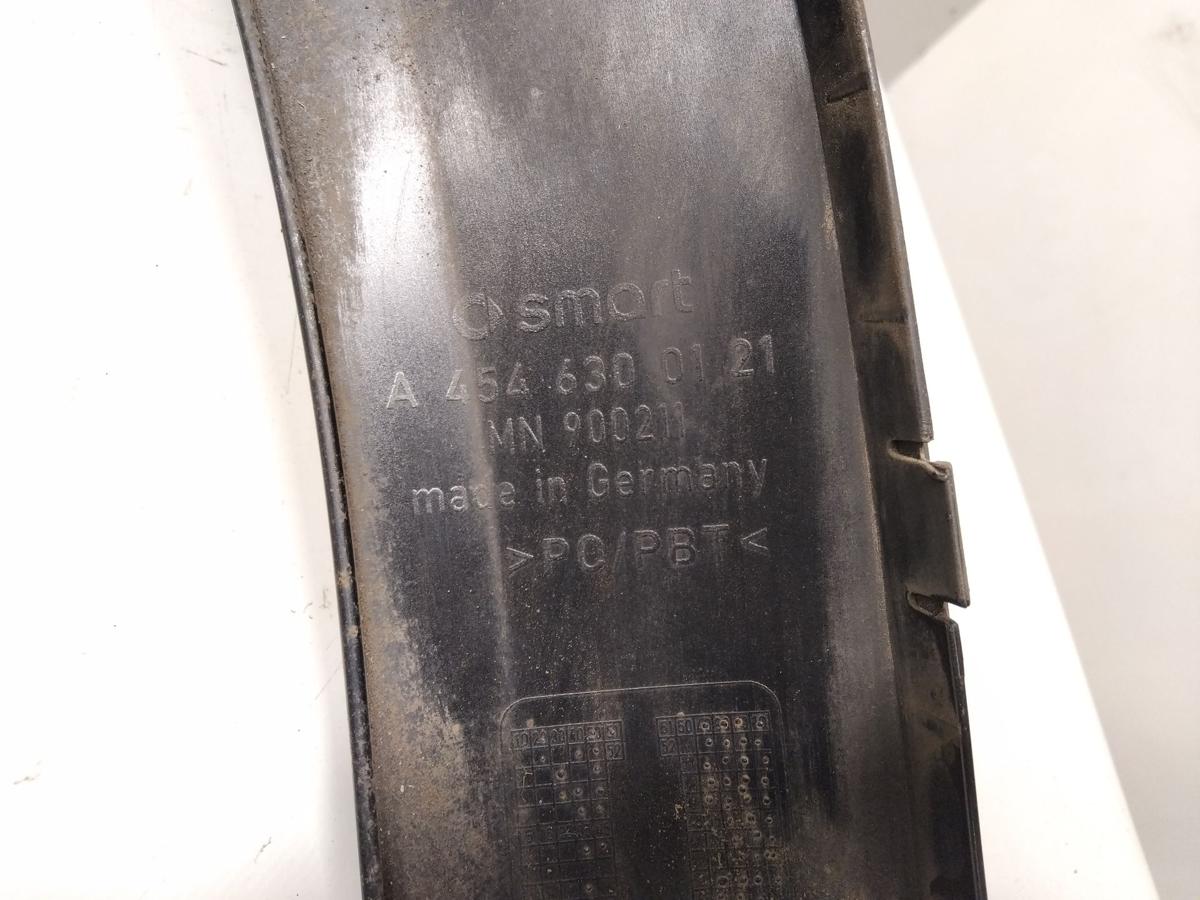 smart
A 454 630 01 21
MN 900211
made in Germany
>PC/PBT<